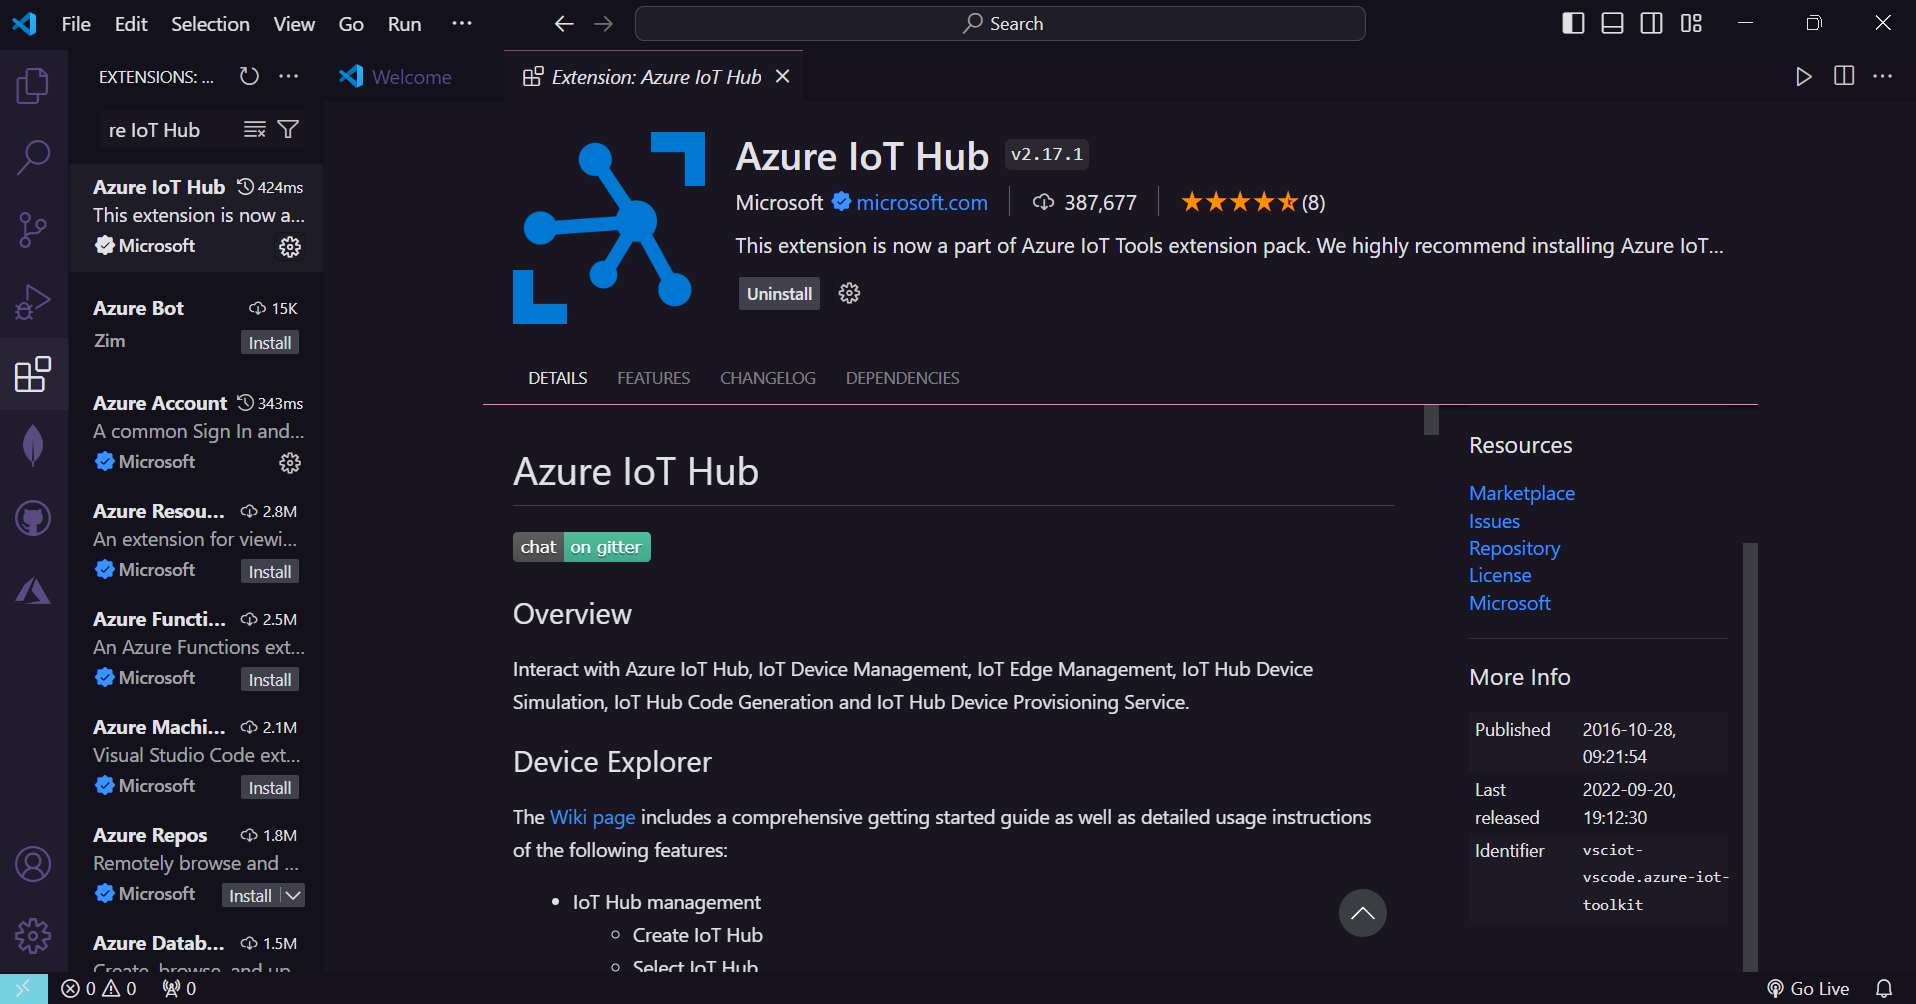 File Edit Selection View Go Run ···
Search
EXTENSIONS: ...
Welcome
Extension: Azure IoT Hub
re IoT Hub
Azure IoT Hub 424ms
This extension is now a...
Microsoft
Azure Bot 15K
Zim Install
Azure Account 343ms
A common Sign In and...
Microsoft
Azure Resou... 2.8M
An extension for viewi...
Microsoft Install
Azure Functi... 2.5M
An Azure Functions ext...
Microsoft Install
Azure Machi... 2.1M
Visual Studio Code ext...
Microsoft Install
Azure Repos 1.8M
Remotely browse and ...
Microsoft Install
Azure Datab... 1.5M
Create, browse, and up
Azure IoT Hub v2.17.1
Microsoft microsoft.com 387,677 (8)
This extension is now a part of Azure IoT Tools extension pack. We highly recommend installing Azure IoT...
Uninstall
DETAILS FEATURES CHANGELOG DEPENDENCIES
Azure IoT Hub
chat on gitter
Overview
Interact with Azure IoT Hub, IoT Device Management, IoT Edge Management, IoT Hub Device
Simulation, IoT Hub Code Generation and IoT Hub Device Provisioning Service.
Device Explorer
The Wiki page includes a comprehensive getting started guide as well as detailed usage instructions
of the following features:
• IoT Hub management
◦ Create IoT Hub
◦ Select IoT Hub
Resources
Marketplace
Issues
Repository
License
Microsoft
More Info
Published 2016-10-28,
09:21:54
Last 2022-09-20,
released 19:12:30
Identifier vsciot-
vscode.azure-iot-
toolkit
0 0 0
Go Live